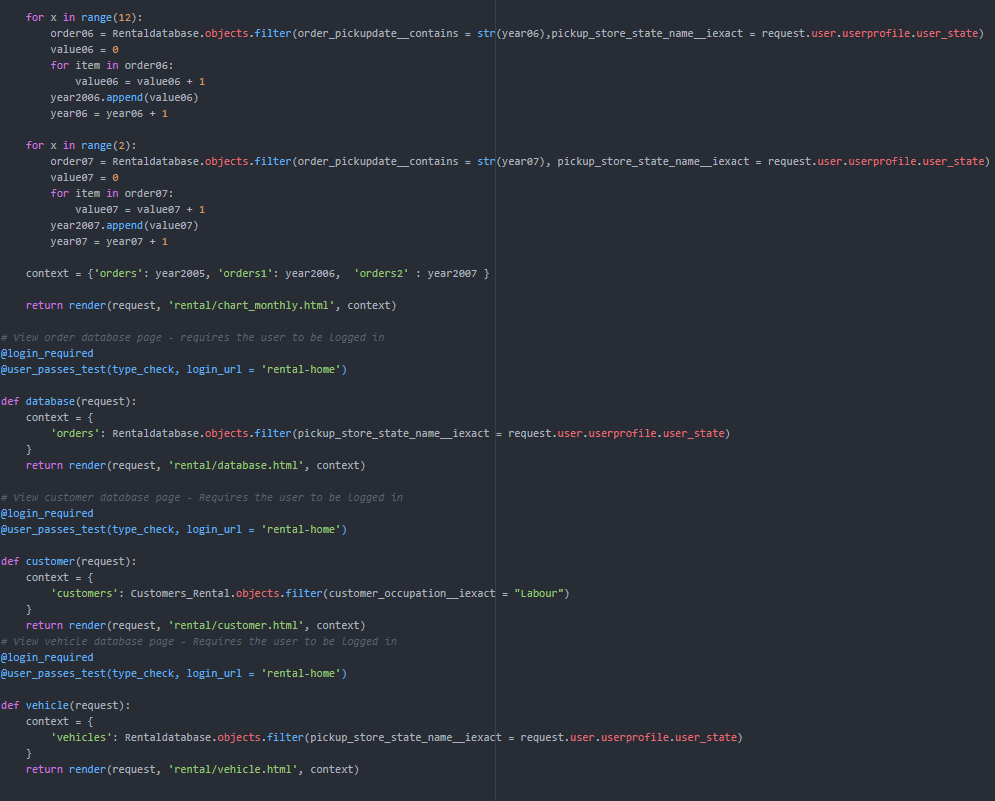 for x in range(12):
order06 = Rentaldatabase.objects.filter(order_pickupdate__contains = str(year06),pickup_store_state_name__iexact = request.user.userprofile.user_state)
value06 = 0
for item in order06:
value06 = value06 + 1
year2006.append(value06)
year06 = year06 + 1
for x in range(2):
order07 = Rentaldatabase.objects.filter(order_pickupdate__contains = str(year07), pickup_store_state_name__iexact = request.user.userprofile.user_state)
value07 = 0
for item in order07:
value07 = value07 + 1
year2007.append(value07)
year07 = year07 + 1
context = {'orders': year2005, 'orders1': year2006,  'orders2' : year2007 }
return render(request, 'rental/chart_monthly.html', context)
# View order database page - requires the user to be logged in
@login_required
@user_passes_test(type_check, login_url = 'rental-home')
def database(request):
context = {
'orders': Rentaldatabase.objects.filter(pickup_store_state_name__iexact = request.user.userprofile.user_state)
}
return render(request, 'rental/database.html', context)
# View customer database page - Requires the user to be logged in
@login_required
@user_passes_test(type_check, login_url = 'rental-home')
def customer(request):
context = {
'customers': Customers_Rental.objects.filter(customer_occupation__iexact = "Labour")
}
return render(request, 'rental/customer.html', context)
# View vehicle database page - Requires the user to be logged in
@login_required
@user_passes_test(type_check, login_url = 'rental-home')
def vehicle(request):
context = {
'vehicles': Rentaldatabase.objects.filter(pickup_store_state_name__iexact = request.user.userprofile.user_state)
}
return render(request, 'rental/vehicle.html', context)